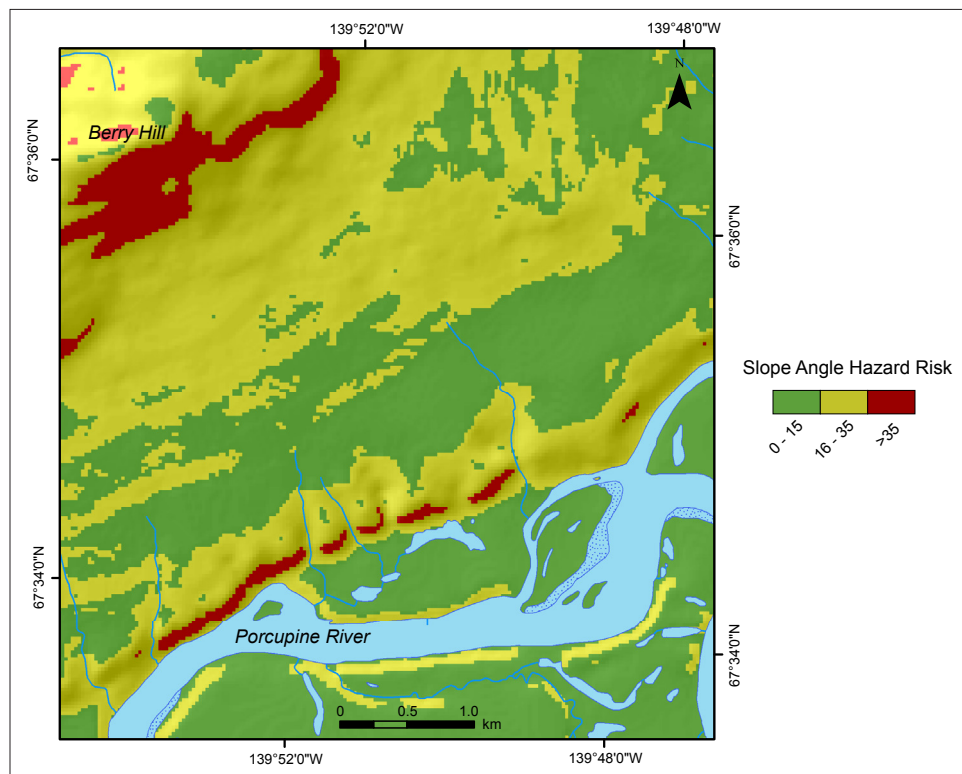 139°52'0"W
139°48'0"W
N
Berry Hill
67°36'0"N
67°36'0"N
Slope Angle Hazard Risk
0 - 15
16 - 35
>35
67°34'0"N
Porcupine River
67°34'0"N
0
0.5
1.0
km
139°52'0"W
139°48'0"W